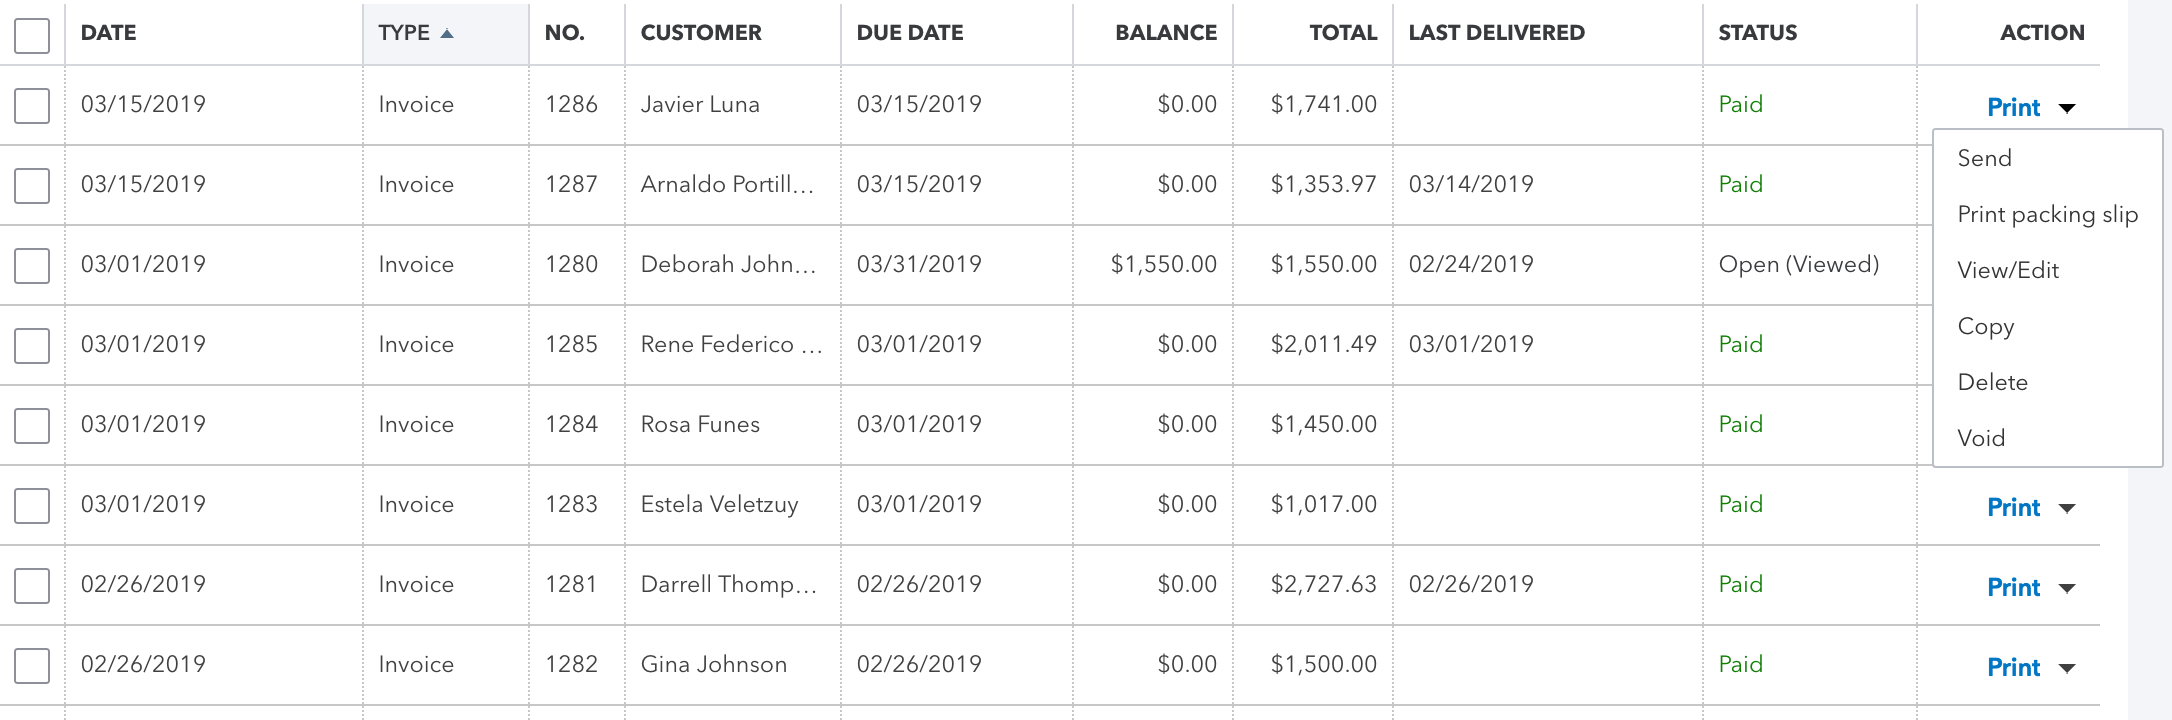 DATE TYPE NO. CUSTOMER DUE DATE BALANCE TOTAL LAST DELIVERED STATUS ACTION
03/15/2019 Invoice 1286 Javier Luna 03/15/2019 $0.00 $1,741.00 Paid Print
Send
03/15/2019 Invoice 1287 Arnaldo Portill... 03/15/2019 $0.00 $1,353.97 03/14/2019 Paid
Print packing slip
03/01/2019 Invoice 1280 Deborah John... 03/31/2019 $1,550.00 $1,550.00 02/24/2019 Open (Viewed)
View/Edit
Copy
03/01/2019 Invoice 1285 Rene Federico ... 03/01/2019 $0.00 $2,011.49 03/01/2019 Paid
Delete
03/01/2019 Invoice 1284 Rosa Funes 03/01/2019 $0.00 $1,450.00 Paid
Void
03/01/2019 Invoice 1283 Estela Veletzuy 03/01/2019 $0.00 $1,017.00 Paid Print
02/26/2019 Invoice 1281 Darrell Thomp... 02/26/2019 $0.00 $2,727.63 02/26/2019 Paid Print
02/26/2019 Invoice 1282 Gina Johnson 02/26/2019 $0.00 $1,500.00 Paid Print